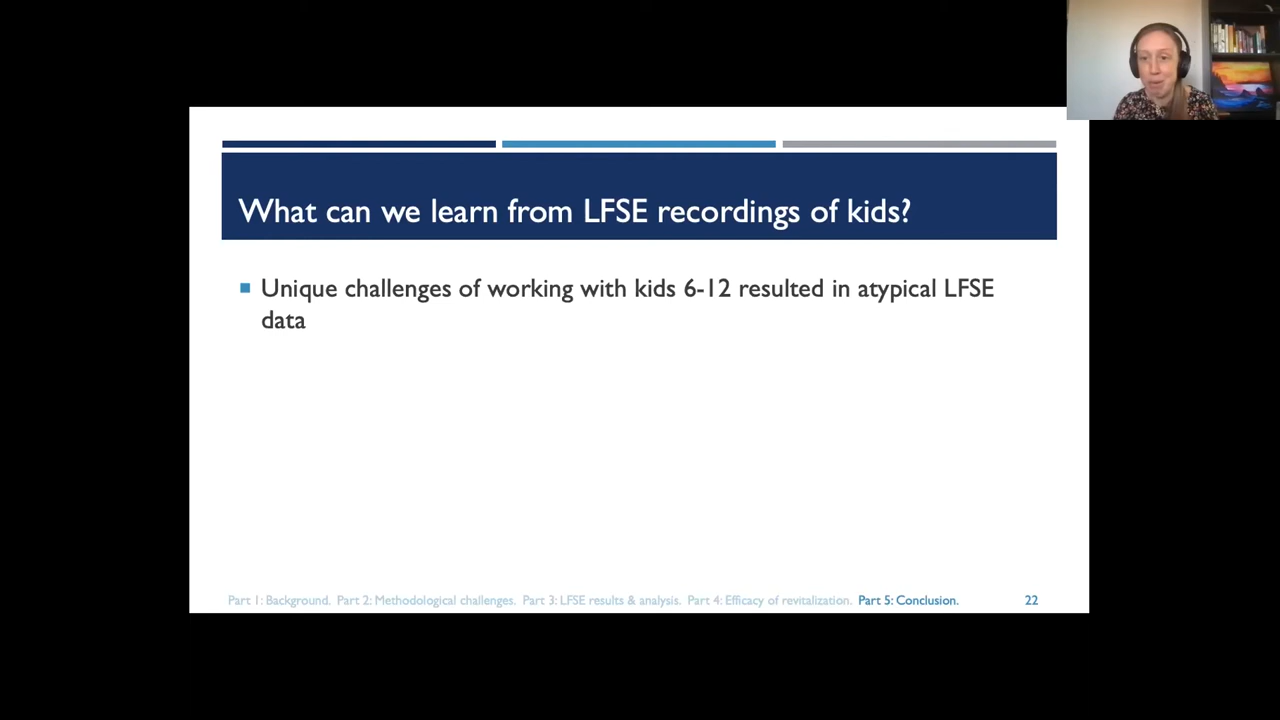 What can we learn from LFSE recordings of kids?
Unique challenges of working with kids 6-12 resulted in atypical LFSE
data
Part 1: Background. Part 2: Methodological challenges. Part 3: LFSE results & analysis. Part 4: Efficacy of revitalization. Part 5: Conclusion. 22